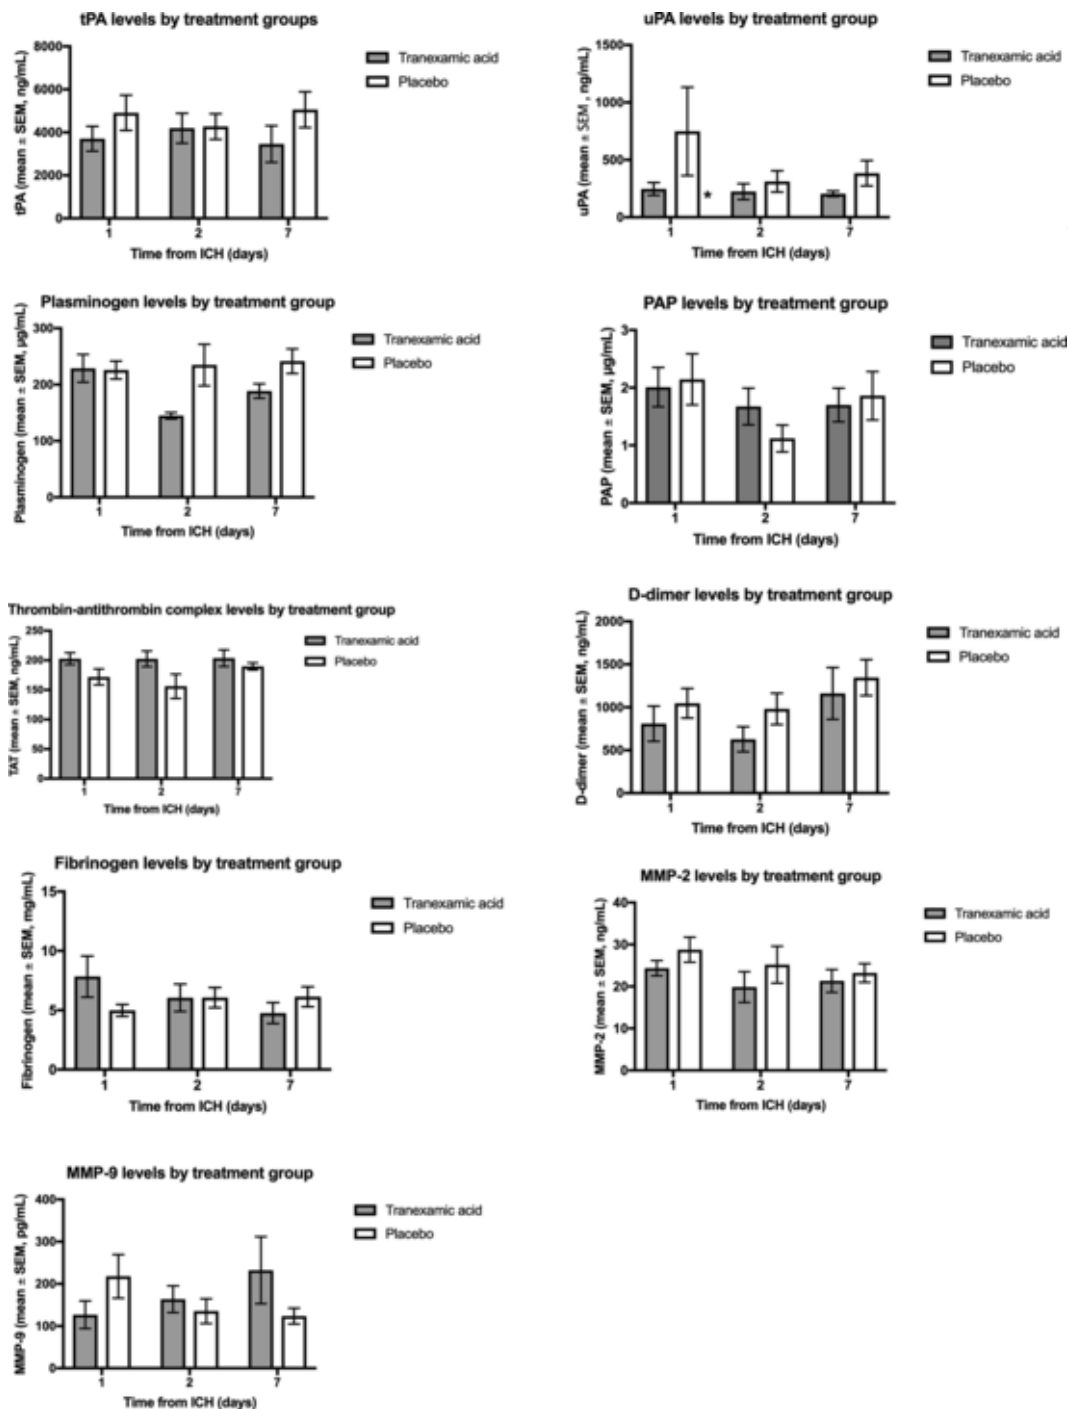 tPA levels by treatment groups
tPA (mean ± SEM, ng/mL)
8000
6000
4000
2000
0
1 2 7
Time from ICH (days)
Tranexamic acid
Placebo
uPA levels by treatment group
uPA (mean ± SEM , ng/mL)
1500
1000
500
0
*
1 2 7
Time from ICH (days)
Tranexamic acid
Placebo
Plasminogen levels by treatment group
Plasminogen (mean ± SEM, µg/mL)
300
200
100
0
1 2 7
Time from ICH (days)
Tranexamic acid
Placebo
PAP levels by treatment group
PAP (mean ± SEM, µg/mL)
3
2
1
0
1 2 7
Time from ICH (days)
Tranexamic acid
Placebo
Thrombin-antithrombin complex levels by treatment group
TAT (mean ± SEM, ng/mL)
250
200
150
100
50
0
1 2 7
Time from ICH (days)
Tranexamic acid
Placebo
D-dimer levels by treatment group
D-dimer (mean ± SEM, ng/mL)
2000
1500
1000
500
0
1 2 7
Time from ICH (days)
Tranexamic acid
Placebo
Fibrinogen levels by treatment group
Fibrinogen (mean ± SEM, mg/mL)
15
10
5
0
1 2 7
Time from ICH (days)
Tranexamic acid
Placebo
MMP-2 levels by treatment group
MMP-2 (mean ± SEM, ng/mL)
40
30
20
10
0
1 2 7
Time from ICH (days)
Tranexamic acid
Placebo
MMP-9 levels by treatment group
MMP-9 (mean ± SEM, pg/mL)
400
300
200
100
0
1 2 7
Time from ICH (days)
Tranexamic acid
Placebo